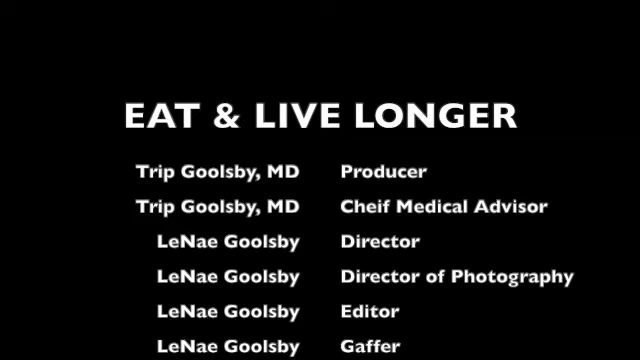 EAT & LIVE LONGER
Trip Goolsby, MD Producer
Trip Goolsby, MD Cheif Medical Advisor
LeNae Goolsby Director
LeNae Goolsby Director of Photography
LeNae Goolsby Editor
LeNae Goolsby Gaffer